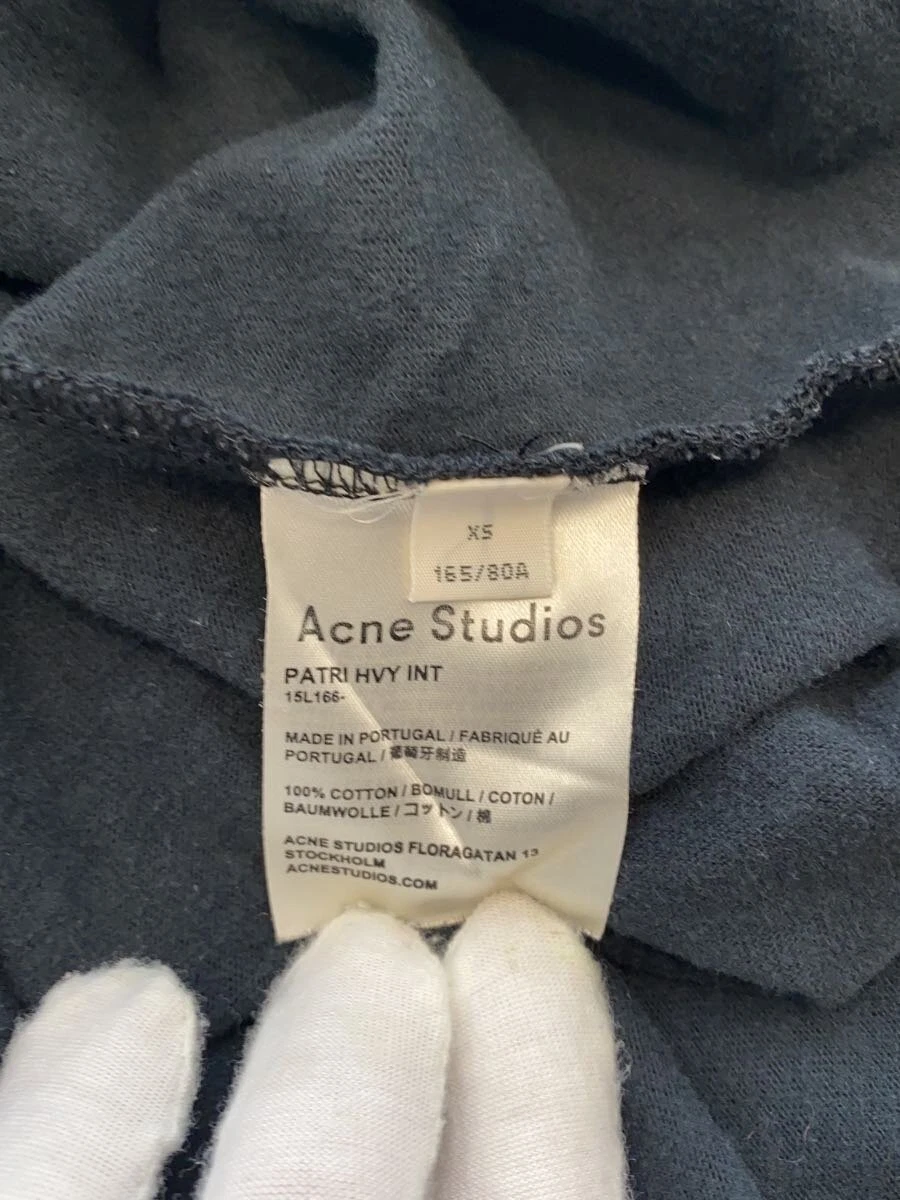 XS
165/80A
Acne Studios
PATRI HVY INT
15L166-
MADE IN PORTUGAL / FABRIQUÉ AU
PORTUGAL / 葡萄牙制造
100% COTTON / BOMULL / COTON /
BAUMWOLLE / コットン / 棉
ACNE STUDIOS FLORAGATAN 13
STOCKHOLM
ACNESTUDIOS.COM